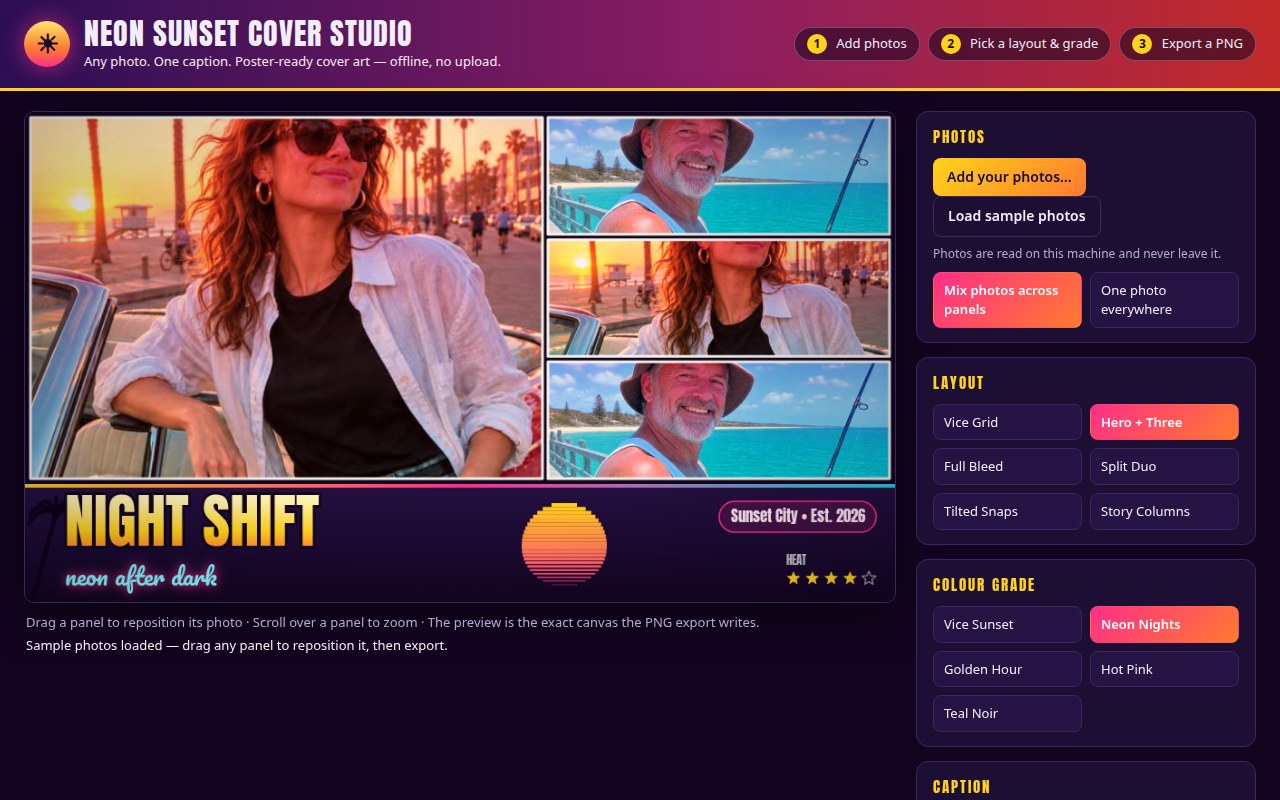 NEON SUNSET COVER STUDIO
Any photo. One caption. Poster-ready cover art — offline, no upload.
1 Add photos
2 Pick a layout & grade
3 Export a PNG
NIGHT SHIFT
neon after dark
Sunset City • Est. 2026
HEAT
Drag a panel to reposition its photo · Scroll over a panel to zoom · The preview is the exact canvas the PNG export writes.
Sample photos loaded — drag any panel to reposition it, then export.
PHOTOS
Add your photos...
Load sample photos
Photos are read on this machine and never leave it.
Mix photos across
panels
One photo
everywhere
LAYOUT
Vice Grid
Hero + Three
Full Bleed
Split Duo
Tilted Snaps
Story Columns
COLOUR GRADE
Vice Sunset
Neon Nights
Golden Hour
Hot Pink
Teal Noir
CAPTION